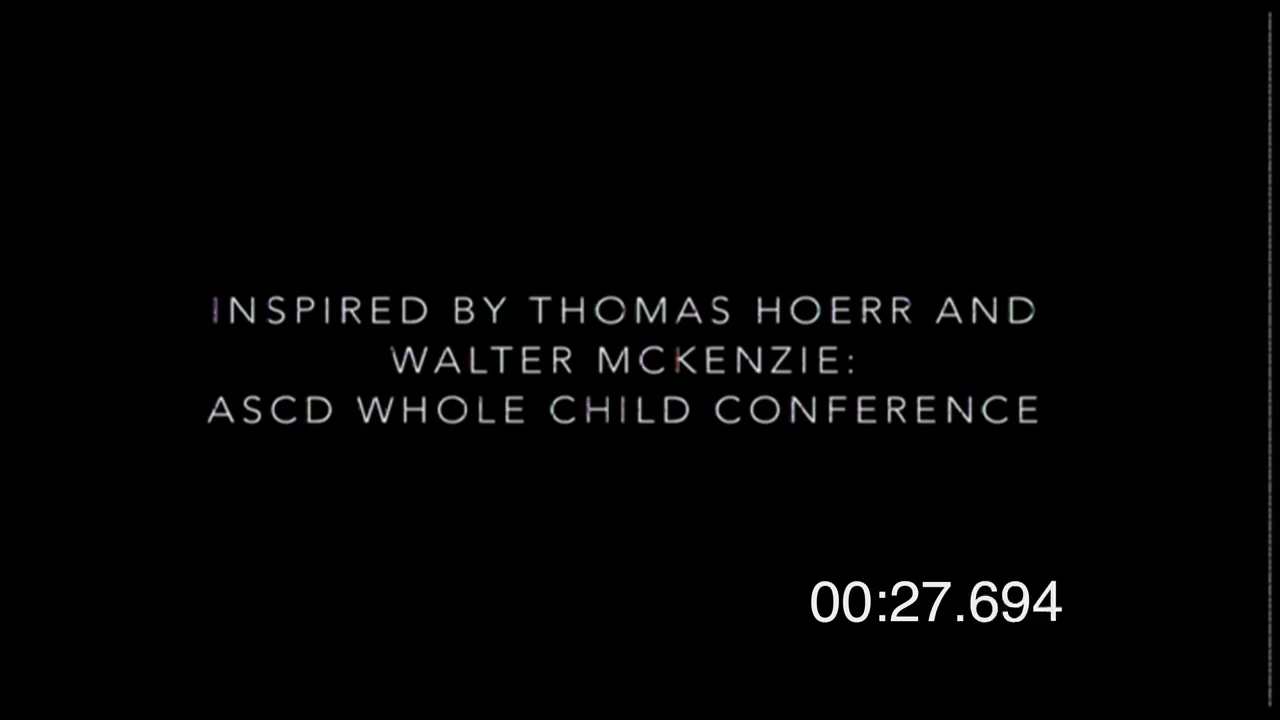 INSPIRED BY THOMAS HOERR AND
WALTER MCKENZIE:
ASCD WHOLE CHILD CONFERENCE
00:27.694